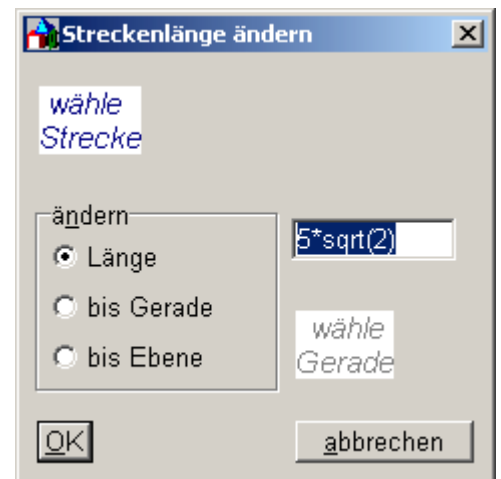 Streckenlänge ändern
wähle
Strecke
ändern
Länge
5*sqrt(2)
bis Gerade
bis Ebene
wähle
Gerade
OK
abbrechen